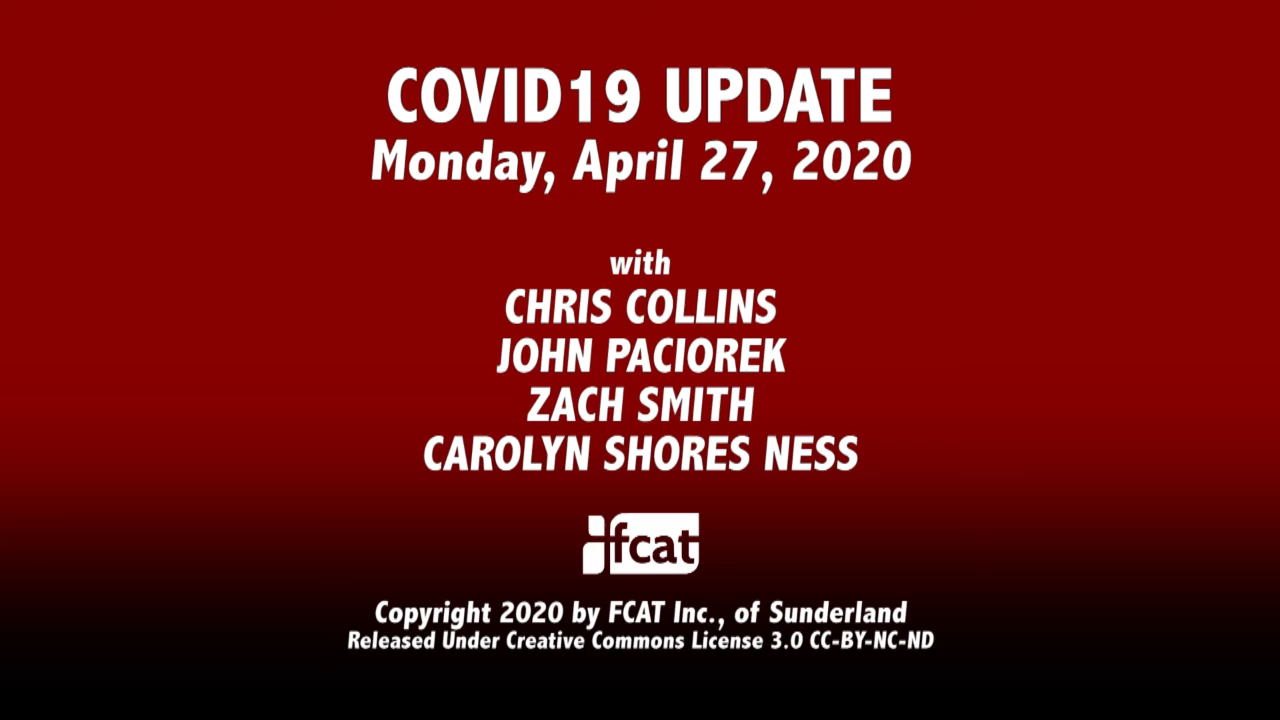 COVID19 UPDATE
Monday, April 27, 2020
with
CHRIS COLLINS
JOHN PACIOREK
ZACH SMITH
CAROLYN SHORES NESS
fcat
Copyright 2020 by FCAT Inc., of Sunderland
Released Under Creative Commons License 3.0 CC-BY-NC-ND